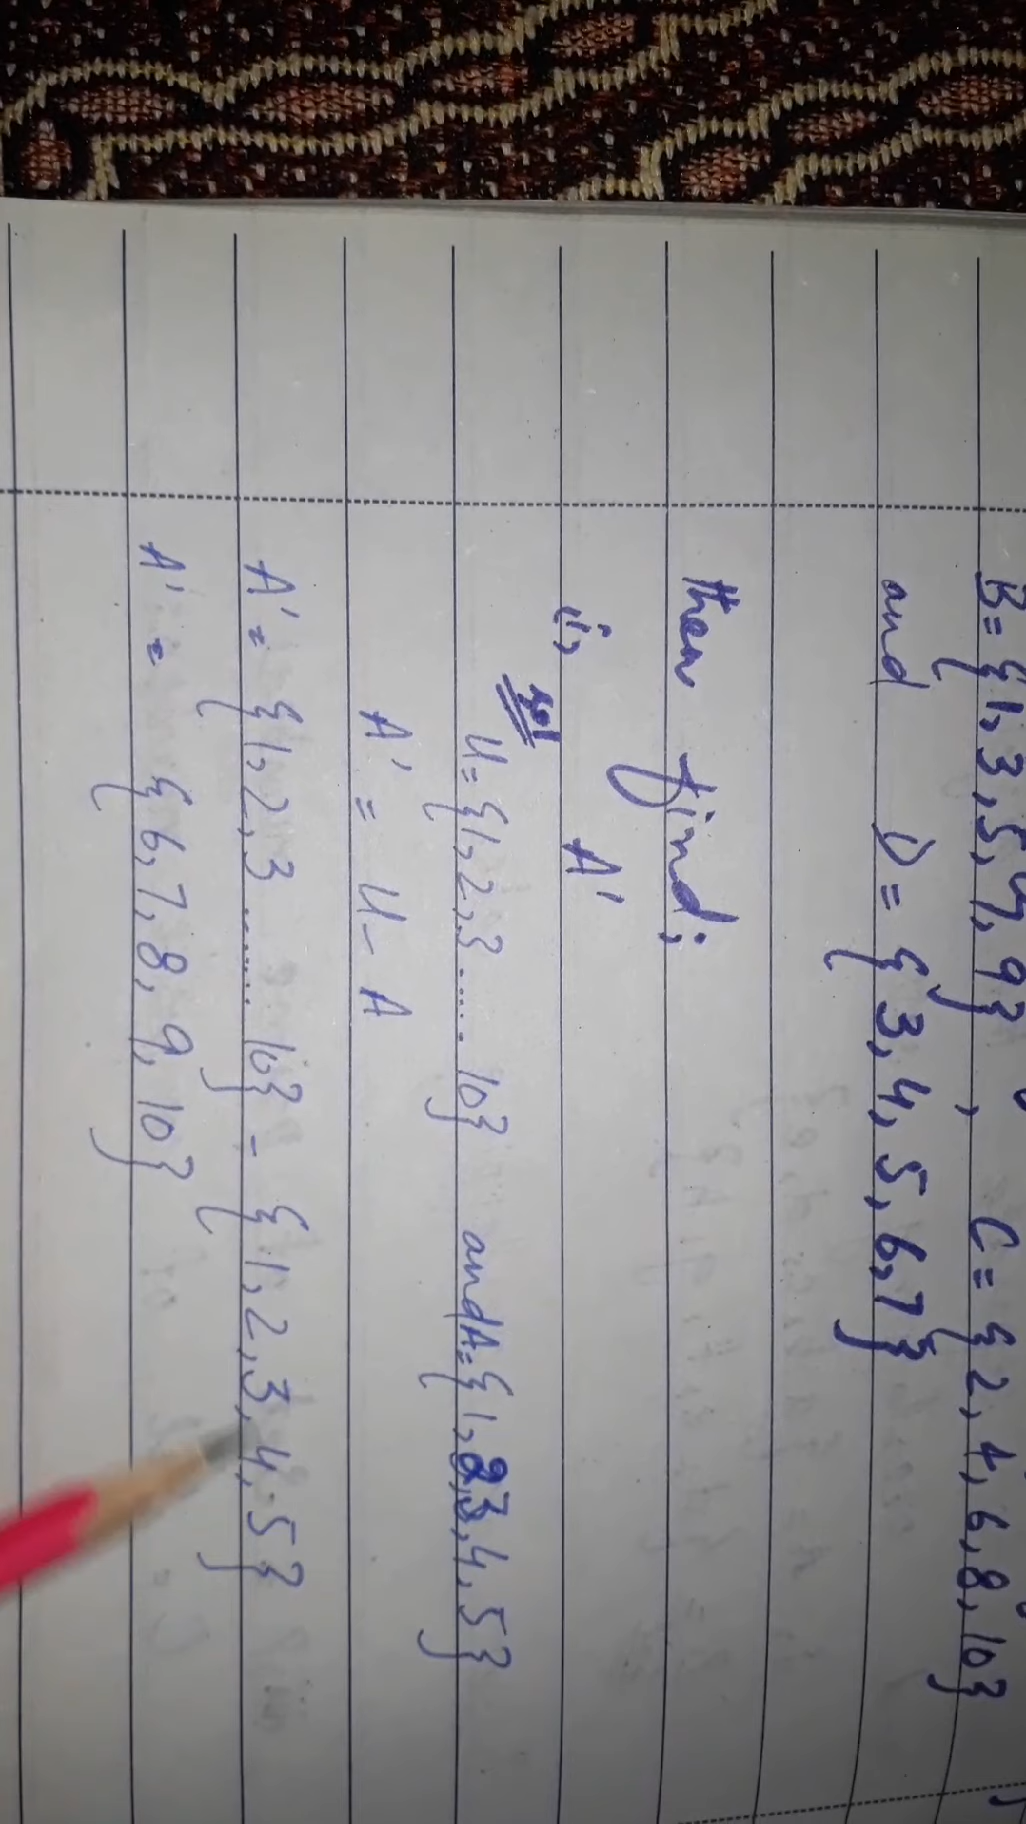 B = {1, 3, 5, 7, 9} , C = {2, 4, 6, 8, 10}
and D = {3, 4, 5, 6, 7}
then find;
i, A'
sol
U = {1, 2, 3 ...... 10} and A = {1, 2, 3, 4, 5}
A' = U - A
A' = {1, 2, 3 ...... 10} - {1, 2, 3, 4, 5}
A' = {6, 7, 8, 9, 10}